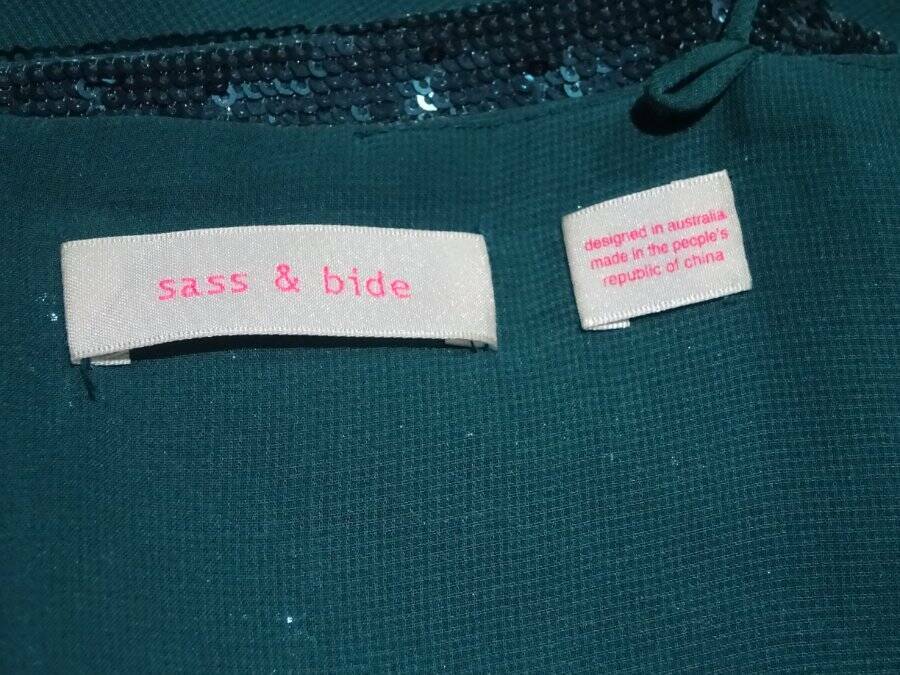 sass & bide
designed in australia.
made in the people's
republic of china